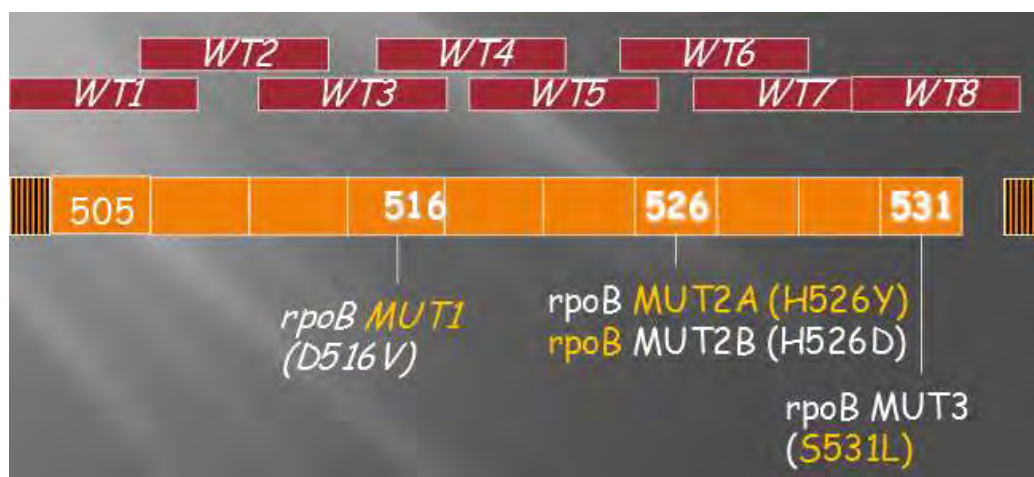 WT2 WT4 WT6
WT1 WT3 WT5 WT7 WT8
505 516 526 531
rpoB MUT1
(D516V)
rpoB MUT2A (H526Y)
rpoB MUT2B (H526D)
rpoB MUT3
(S531L)